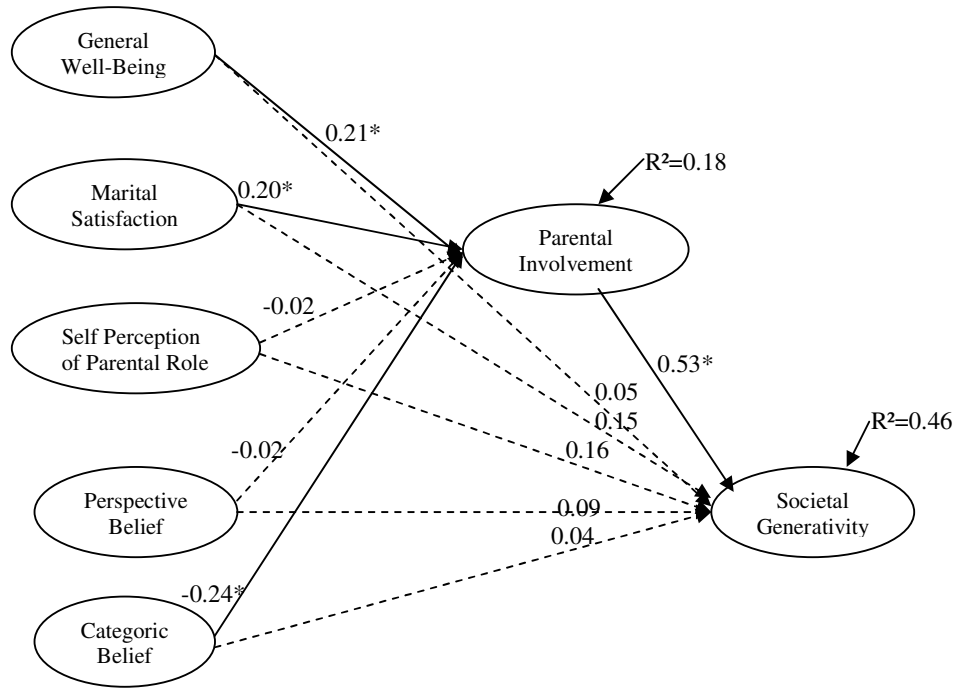 General
Well-Being
0.21*
R²=0.18
Marital
Satisfaction
0.20*
Parental
Involvement
-0.02
Self Perception
of Parental Role
0.53*
0.05
0.15
R²=0.46
0.16
-0.02
Perspective
Belief
0.09
Societal
Generativity
0.04
-0.24*
Categoric
Belief